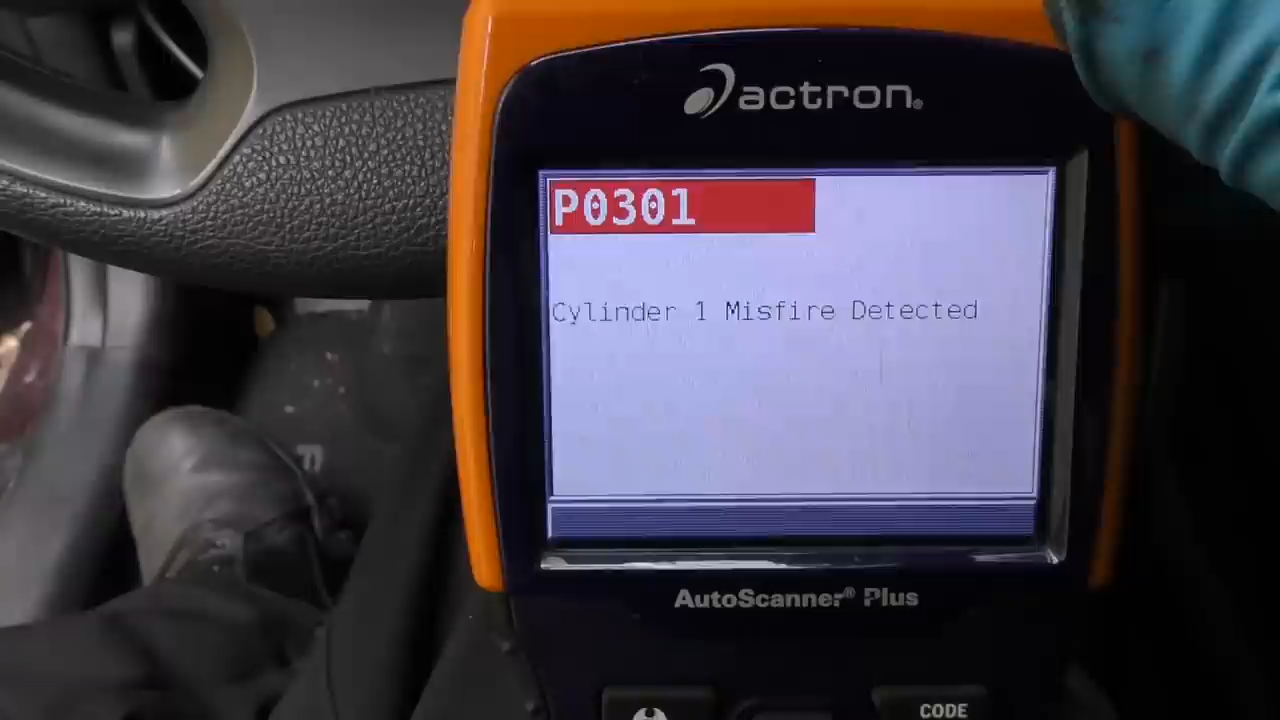 actron®
P0301
Cylinder 1 Misfire Detected
AutoScanner® Plus
CODE